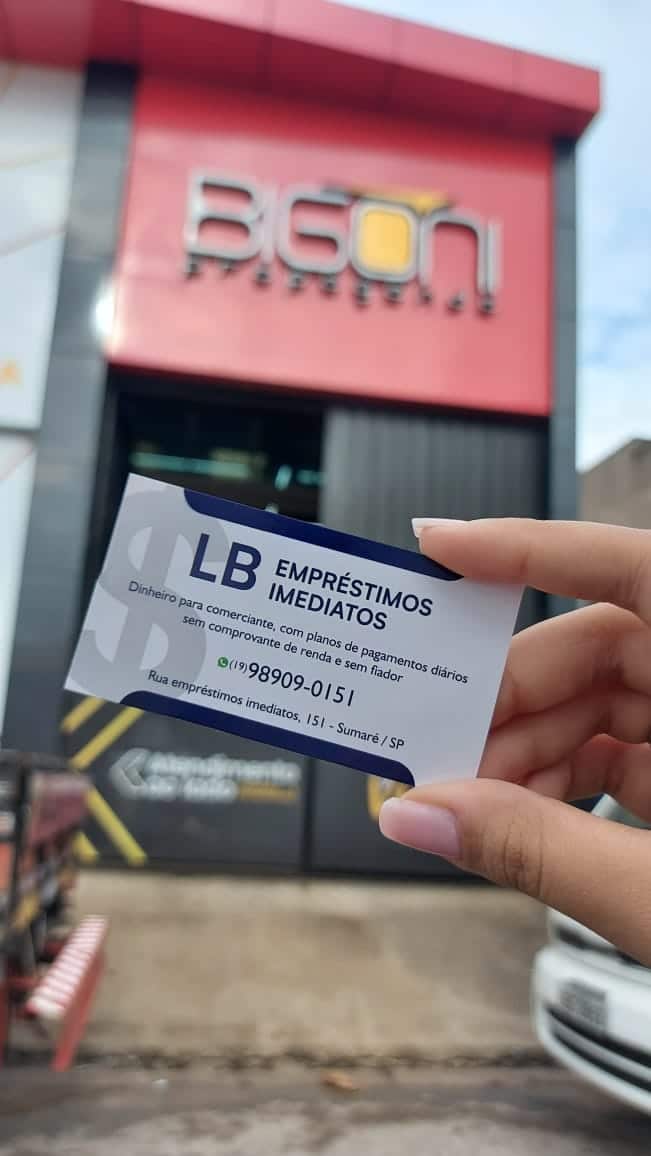 BIGONI
LB EMPRÉSTIMOS
IMEDIATOS
Dinheiro para comerciante, com planos de pagamentos diários
sem comprovante de renda e sem fiador
(19)98909-0151
Rua empréstimos imediatos, 151 - Sumaré / SP
Atendimento